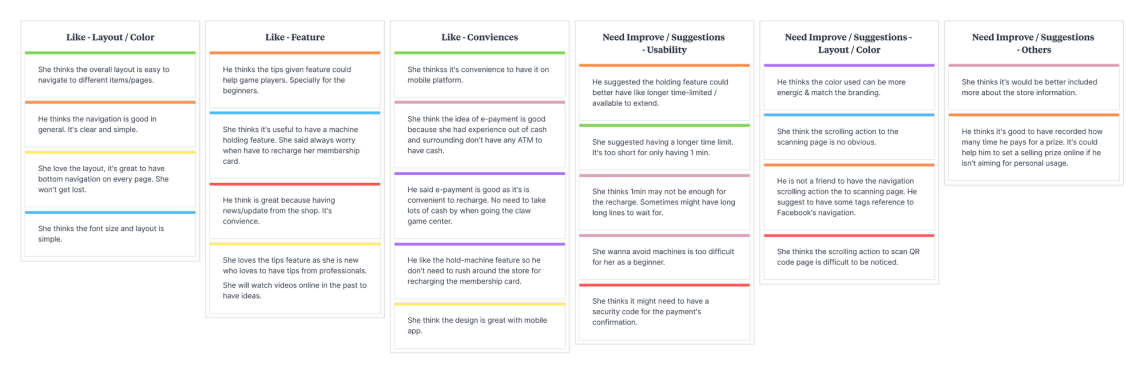 Like - Layout / Color
She thinks the overall layout is easy to
navigate to different items/pages.
He thinks the navigation is good in
general. It's clear and simple.
She love the layout, it's great to have
bottom navigation on every page. She
won't get lost.
She thinks the font size and layout is
simple.
Like - Feature
He thinks the tips given feature could
help game players. Specially for the
beginners.
She thinks it's useful to have a machine
holding feature. She said always worry
when have to recharge her membership
card.
He think is great because having
news/update from the shop. It's
convience.
She loves the tips feature as she is new
who loves to have tips from professionals.
She will watch videos online in the past to
have ideas.
Like - Conviences
She thinkss it's convenience to have it on
mobile platform.
She think the idea of e-payment is good
because she had experience out of cash
and surrounding don't have any ATM to
have cash.
He said e-payment is good as it's is
convenient to recharge. No need to take
lots of cash by when going the claw
game center.
He like the hold-machine feature so he
don't need to rush around the store for
recharging the membership card.
She think the design is great with mobile
app.
Need Improve / Suggestions
- Usability
He suggested the holding feature could
better have like longer time-limited /
available to extend.
She suggested having a longer time limit.
It's too short for only having 1 min.
She thinks 1min may not be enough for
the recharge. Sometimes might have long
long lines to wait for.
She wanna avoid machines is too difficult
for her as a beginner.
She thinks it might need to have a
security code for the payment's
confirmation.
Need Improve / Suggestions -
Layout / Color
He thinks the color used can be more
energic & match the branding.
She think the scrolling action to the
scanning page is no obvious.
He is not a friend to have the navigation
scrolling action the to scanning page. He
suggest to have some tags reference to
Facebook's navigation.
She thinks the scrolling action to scan QR
code page is difficult to be noticed.
Need Improve / Suggestions
- Others
She thinks it's would be better included
more about the store information.
He thinks it's good to have recorded how
many time he pays for a prize. It's could
help him to set a selling prize online if he
isn't aiming for personal usage.